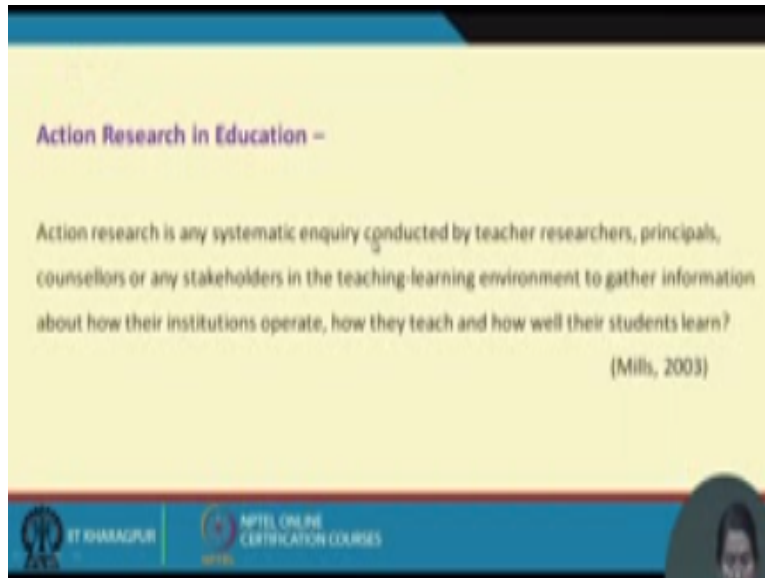 Action Research in Education –
Action research is any systematic enquiry conducted by teacher researchers, principals,
counsellors or any stakeholders in the teaching-learning environment to gather information
about how their institutions operate, how they teach and how well their students learn?
(Mills, 2003)
IIT KHARAGPUR
NPTEL ONLINE
CERTIFICATION COURSES
NPTEL